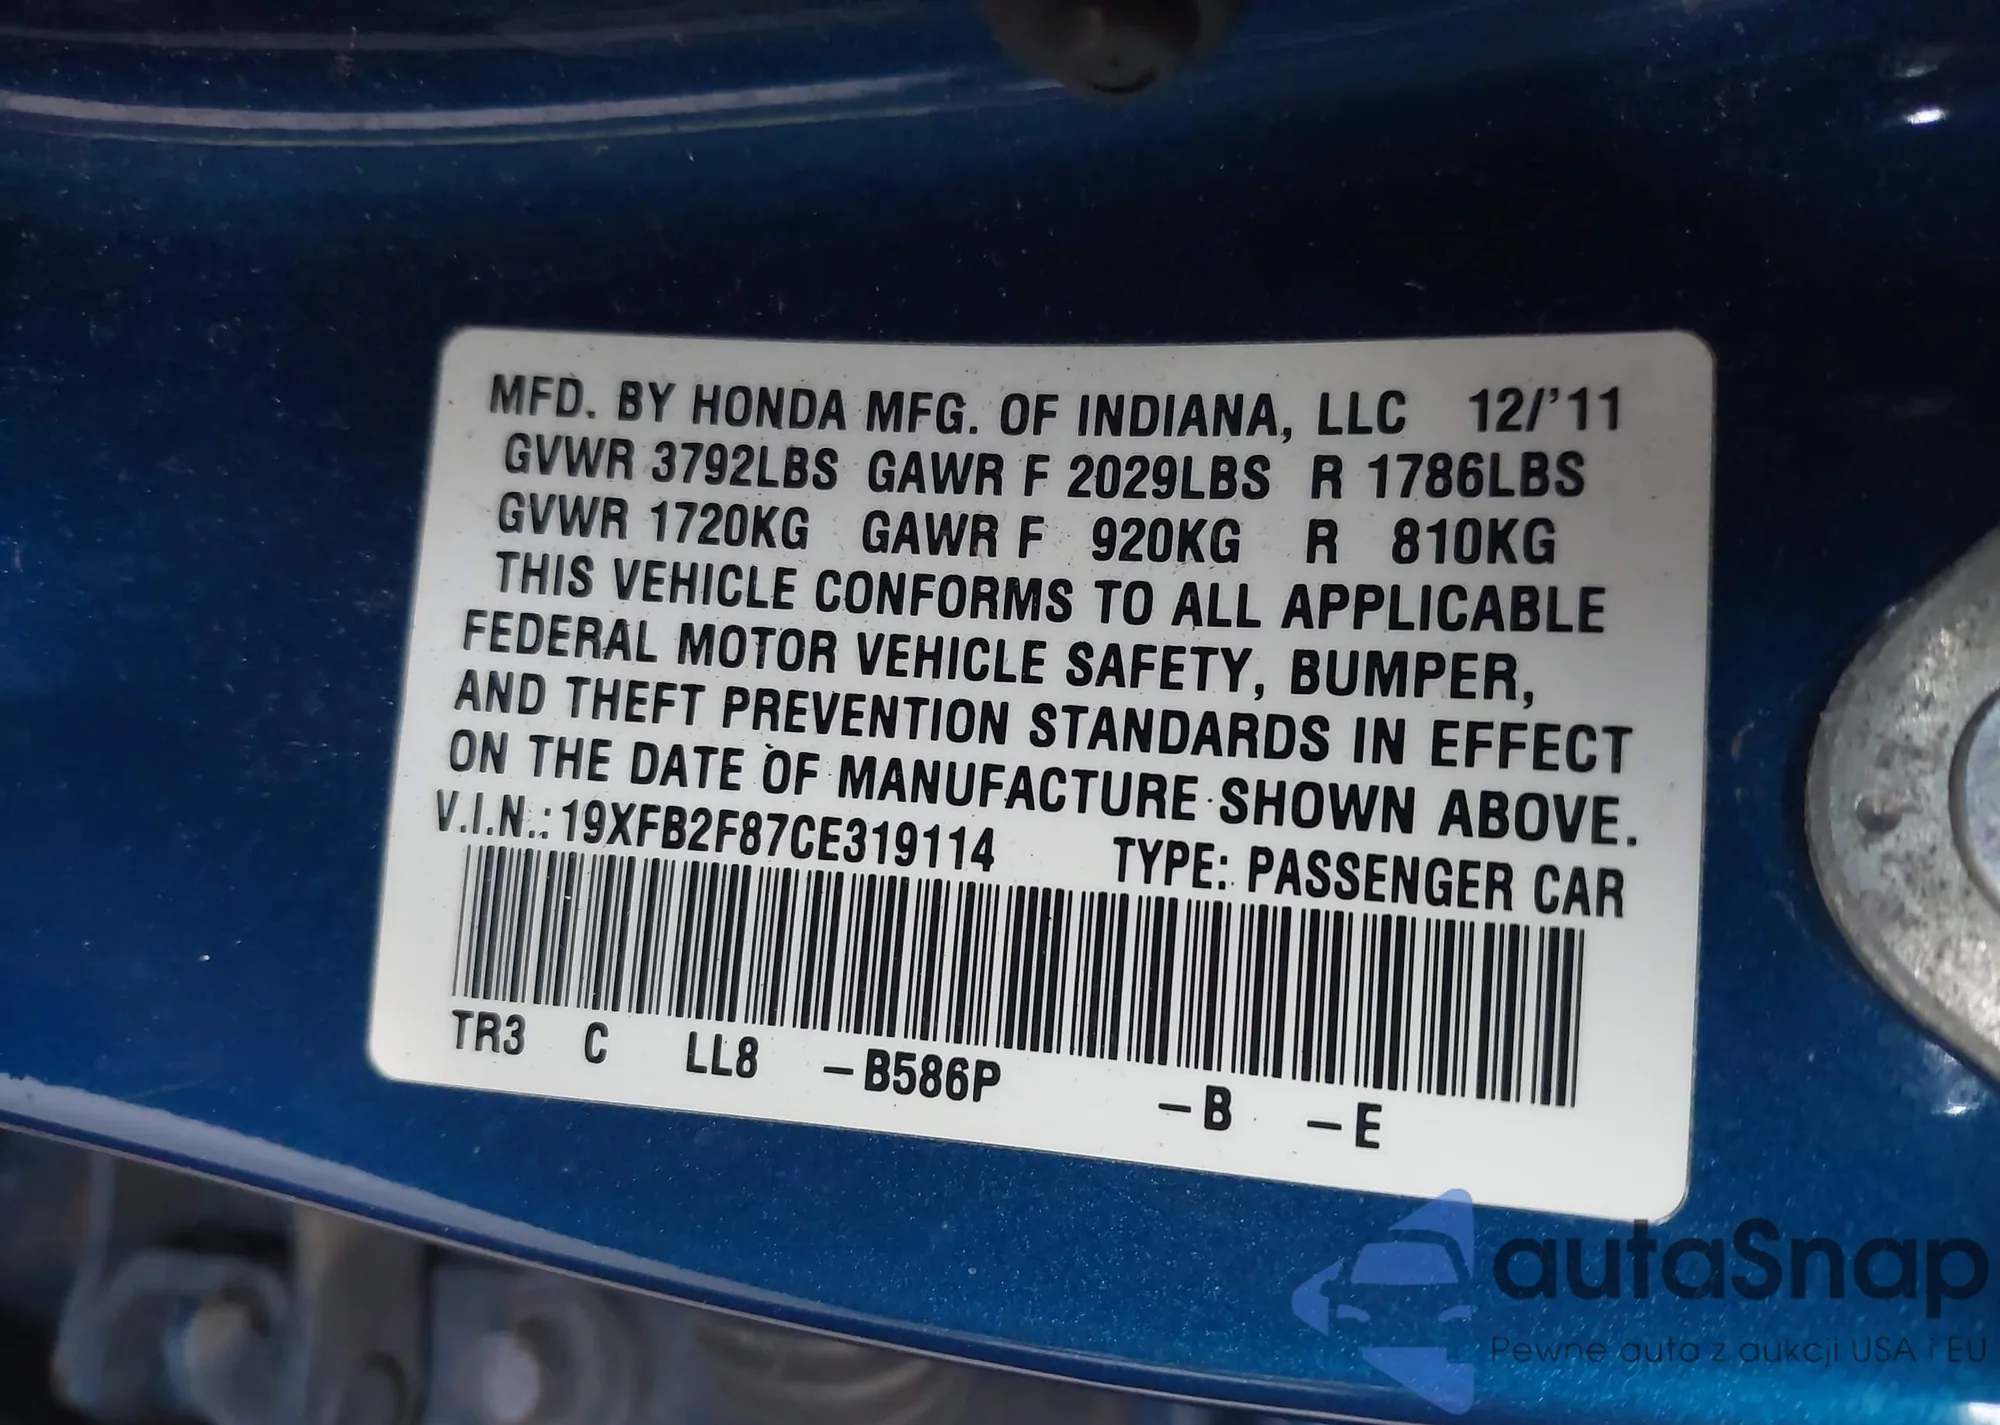 MFD. BY HONDA MFG. OF INDIANA, LLC 12/'11
GVWR 3792LBS GAWR F 2029LBS R 1786LBS
GVWR 1720KG GAWR F 920KG R 810KG
THIS VEHICLE CONFORMS TO ALL APPLICABLE
FEDERAL MOTOR VEHICLE SAFETY, BUMPER,
AND THEFT PREVENTION STANDARDS IN EFFECT
ON THE DATE OF MANUFACTURE SHOWN ABOVE.
V.I.N.: 19XFB2F87CE319114 TYPE: PASSENGER CAR
TR3 C LL8 -B586P -B -E
autaSnap
Pewne auta z aukcji USA i EU